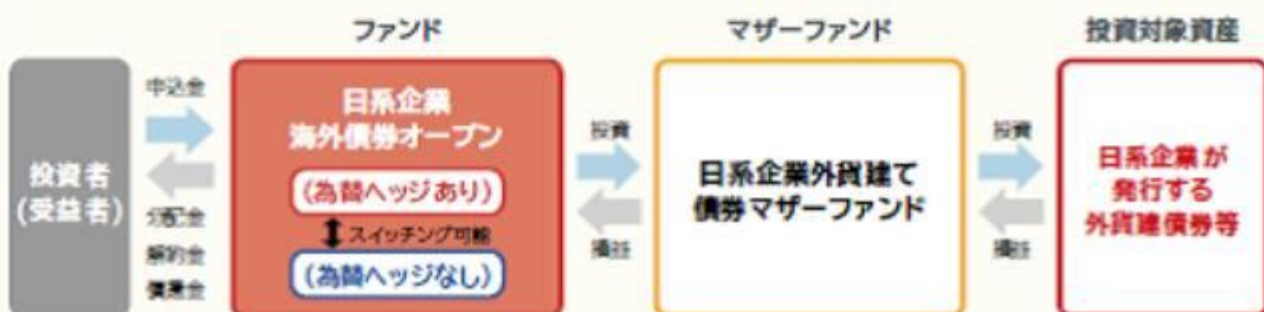 ファンド
マザーファンド
投資対象資産
投資者
(受益者)
申込金
分配金
解約金
償還金
日系企業
海外債券オープン
(為替ヘッジあり)
スイッチング可能
(為替ヘッジなし)
投資
損益
日系企業外貨建て
債券マザーファンド
投資
損益
日系企業が
発行する
外貨建債券等